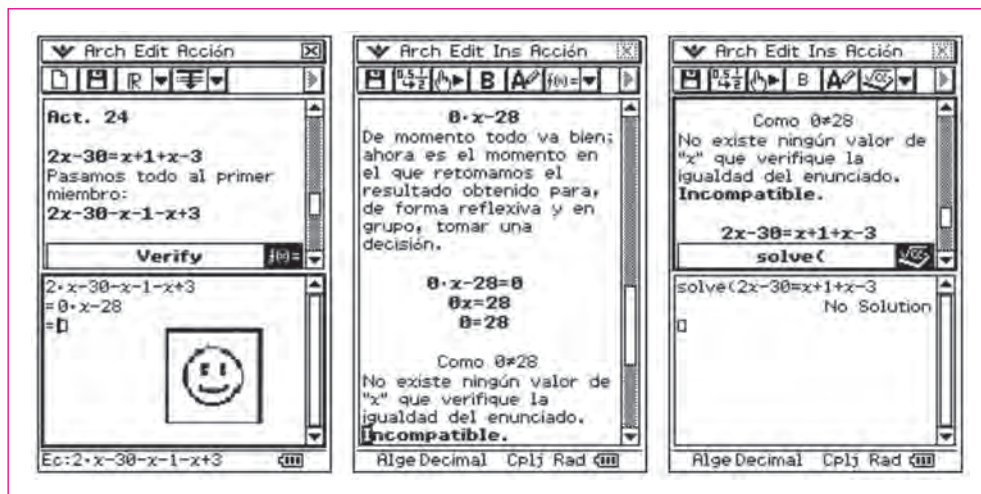 Arch Edit Acción
Act. 24
2x-30=x+1+x-3
Pasamos todo al primer
miembro:
2x-30-x-1-x+3
Verify
2·x-30-x-1-x+3
=0·x-28
=
Ec:2·x-30-x-1-x+3
Arch Edit Ins Acción
B
0·x-28
De momento todo va bien;
ahora es el momento en
el que retomamos el
resultado obtenido para,
de forma reflexiva y en
grupo, tomar una
decisión.
0·x-28=0
0x=28
0=28
Como 0≠28
No existe ningún valor de
"x" que verifique la
igualdad del enunciado.
Incompatible.
Alge Decimal Cplj Rad
Arch Edit Ins Acción
B
Como 0≠28
No existe ningún valor de
"x" que verifique la
igualdad del enunciado.
Incompatible.
2x-30=x+1+x-3
solve(
solve(2x-30=x+1+x-3
No Solution
Alge Decimal Cplj Rad